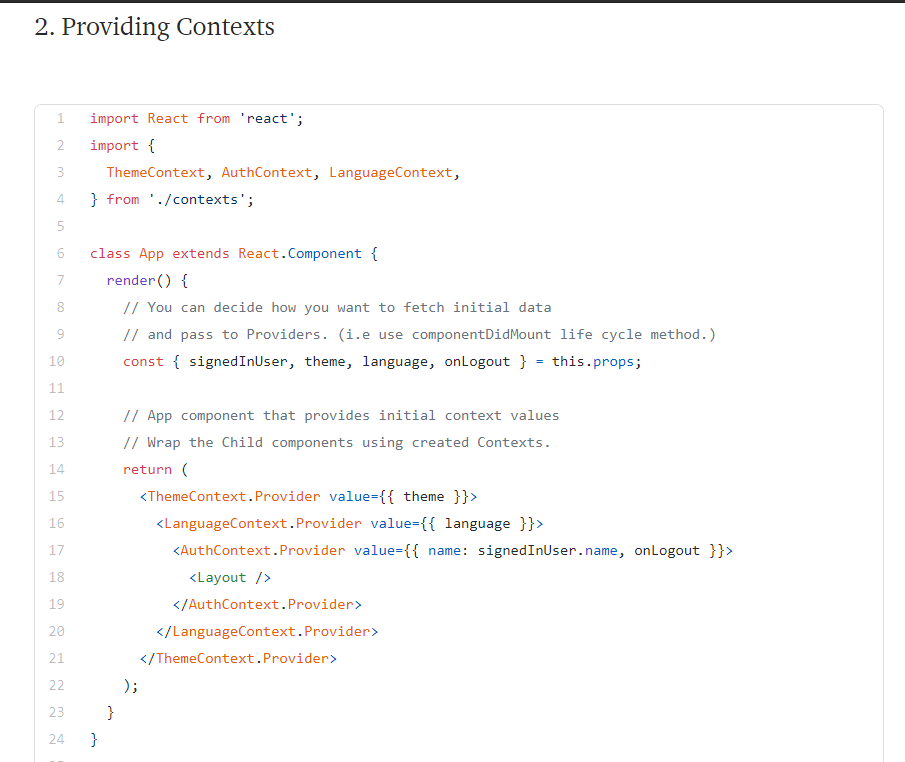 2. Providing Contexts
1 import React from 'react';
2 import {
3   ThemeContext, AuthContext, LanguageContext,
4 } from './contexts';
5
6 class App extends React.Component {
7   render() {
8     // You can decide how you want to fetch initial data
9     // and pass to Providers. (i.e use componentDidMount life cycle method.)
10     const { signedInUser, theme, language, onLogout } = this.props;
11
12     // App component that provides initial context values
13     // Wrap the Child components using created Contexts.
14     return (
15       <ThemeContext.Provider value={{ theme }}>
16         <LanguageContext.Provider value={{ language }}>
17           <AuthContext.Provider value={{ name: signedInUser.name, onLogout }}>
18             <Layout />
19           </AuthContext.Provider>
20         </LanguageContext.Provider>
21       </ThemeContext.Provider>
22     );
23   }
24 }